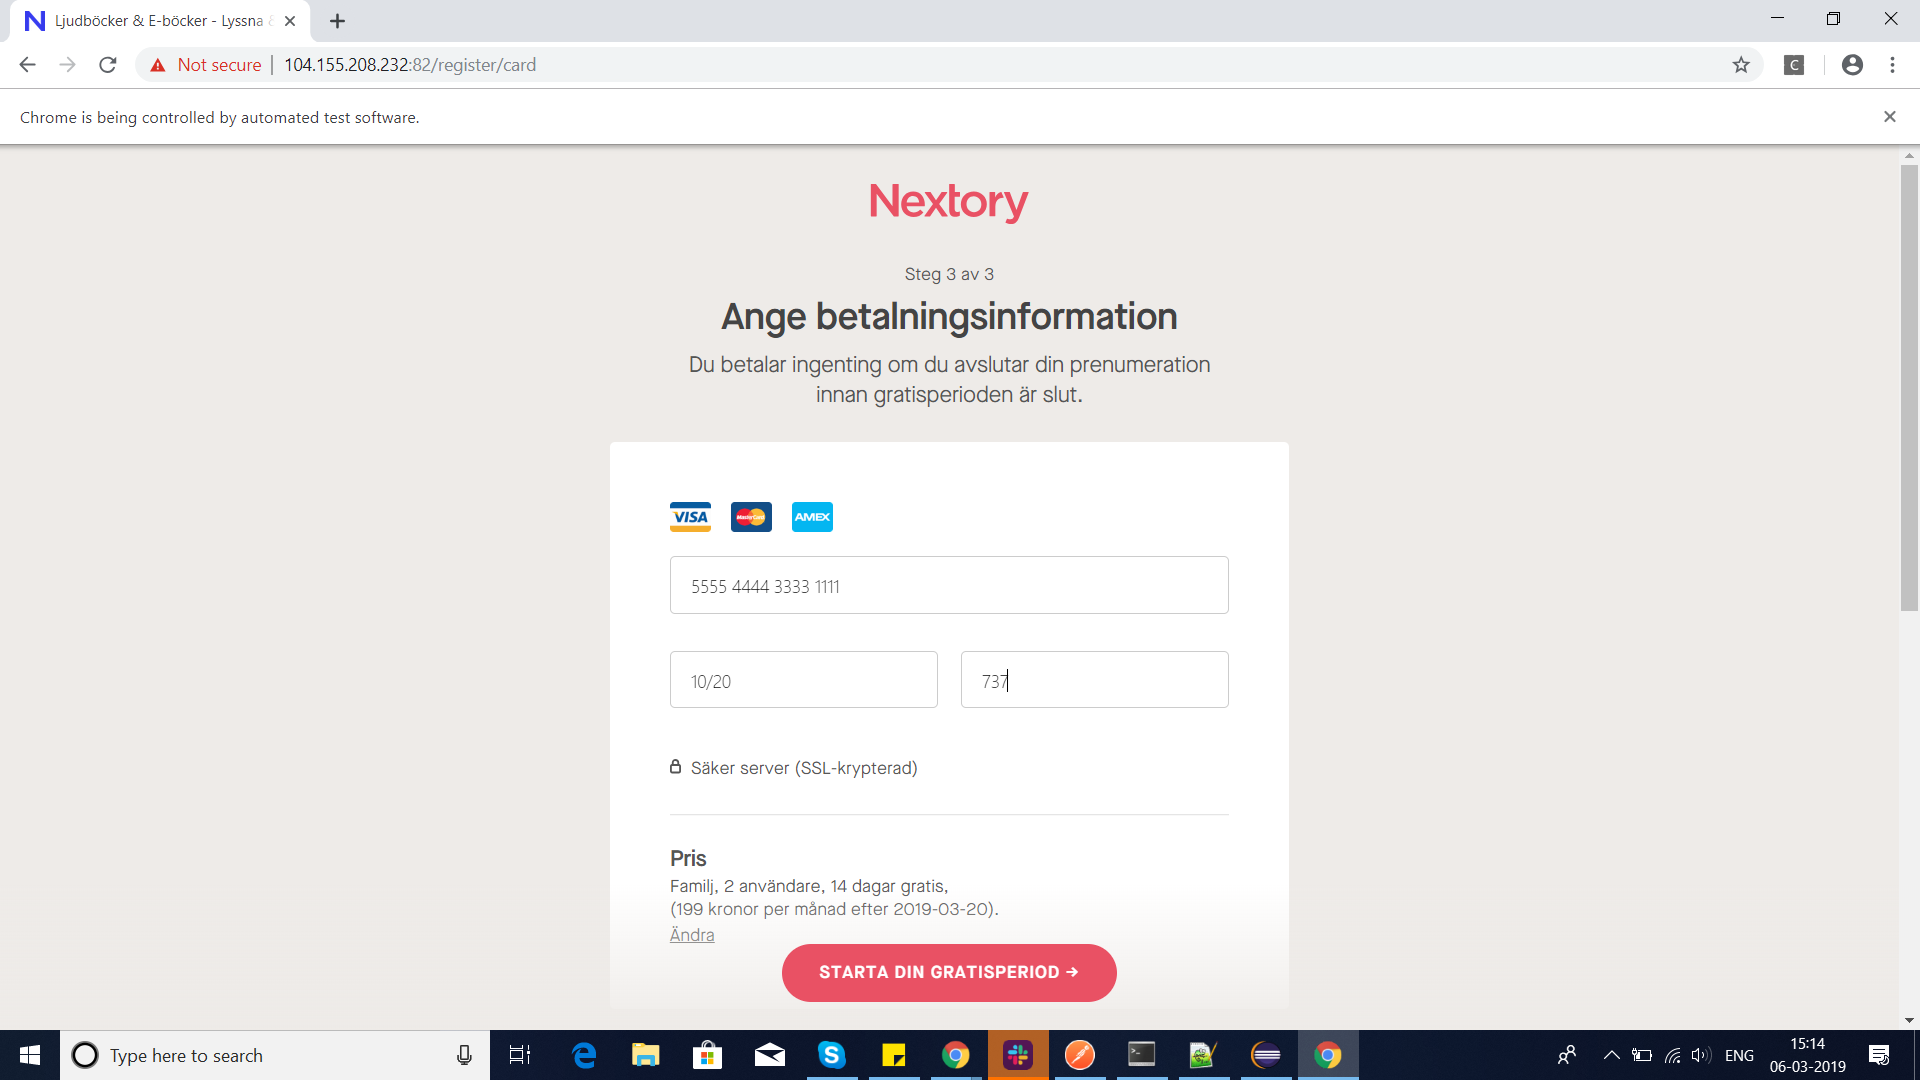 Ljudböcker & E-böcker - Lyssna &
Not secure | 104.155.208.232:82/register/card
C
Chrome is being controlled by automated test software.
Nextory
Steg 3 av 3
Ange betalningsinformation
Du betalar ingenting om du avslutar din prenumeration
innan gratisperioden är slut.
VISA MasterCard AMEX
5555 4444 3333 1111
10/20 737
Säker server (SSL-krypterad)
Pris
Familj, 2 användare, 14 dagar gratis,
(199 kronor per månad efter 2019-03-20).
Ändra
STARTA DIN GRATISPERIOD →
Type here to search
ENG
15:14
06-03-2019